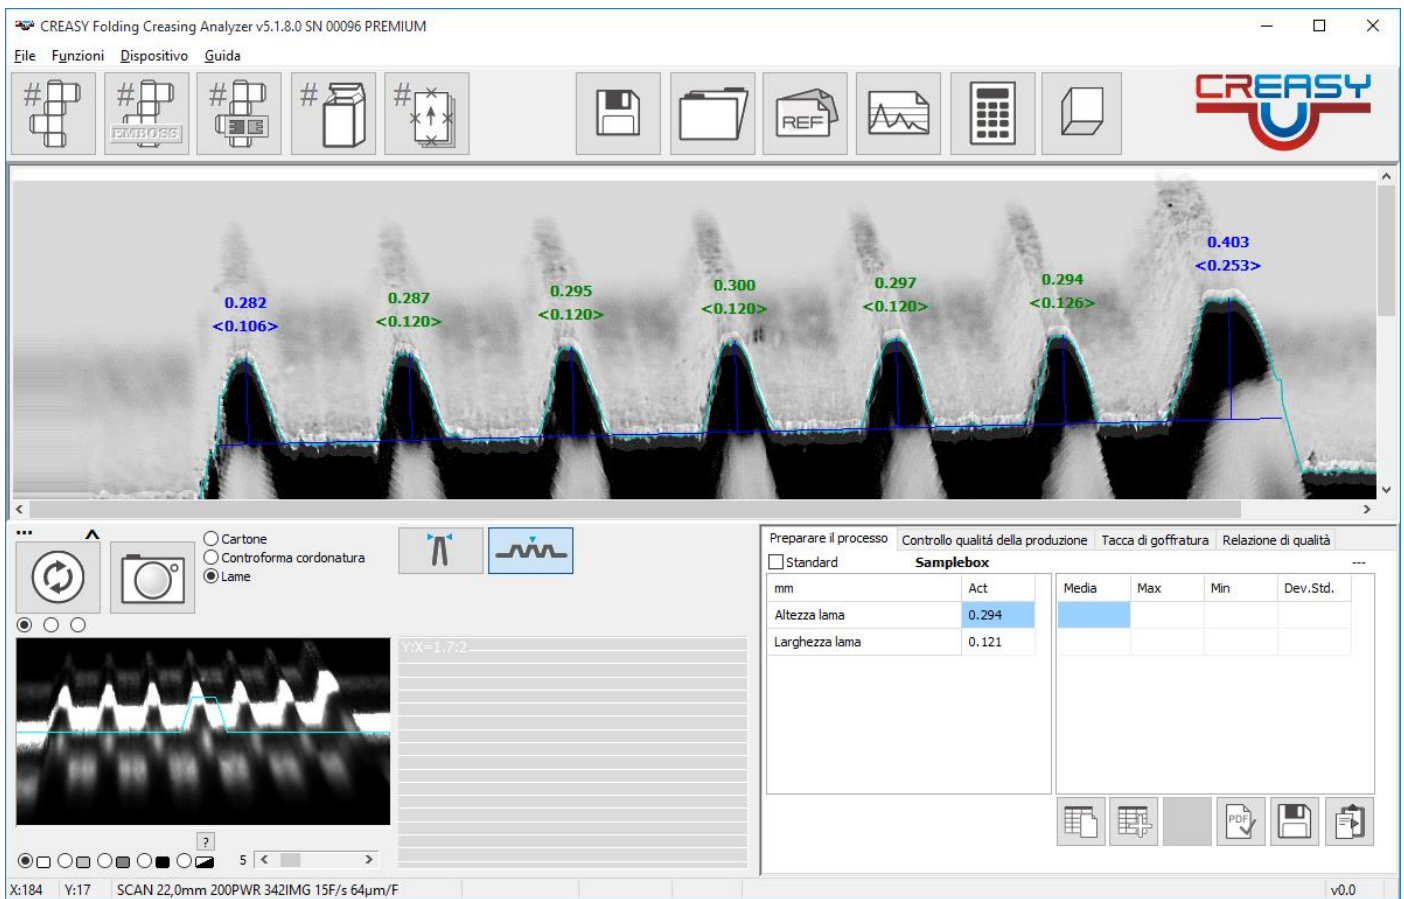 CREASY Folding Creasing Analyzer v5.1.8.0 SN 00096 PREMIUM
File Funzioni Dispositivo Guida
# # EMBOSS # # # REF CREASY
0.282
<0.106>
0.287
<0.120>
0.295
<0.120>
0.300
<0.120>
0.297
<0.120>
0.294
<0.126>
0.403
<0.253>
Cartone
Controforma cordonatura
Lame
Y:X=1.7:2
?
5
Preparare il processo Controllo qualitá della produzione Tacca di goffratura Relazione di qualità
Standard Samplebox ---
mm Act Media Max Min Dev.Std.
Altezza lama 0.294
Larghezza lama 0.121
PDF
X:184 Y:17 SCAN 22,0mm 200PWR 342IMG 15F/s 64µm/F v0.0